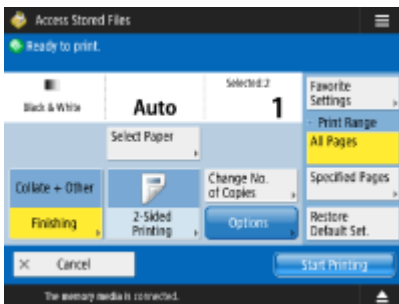 Access Stored Files
Ready to print.
Selected:2
Black & White
Auto
1
Favorite
Settings
Print Range
All Pages
Select Paper
Collate + Other
Change No.
of Copies
Specified Pages
Finishing
2-Sided
Printing
Options
Restore
Default Set.
× Cancel
Start Printing
The memory media is connected.